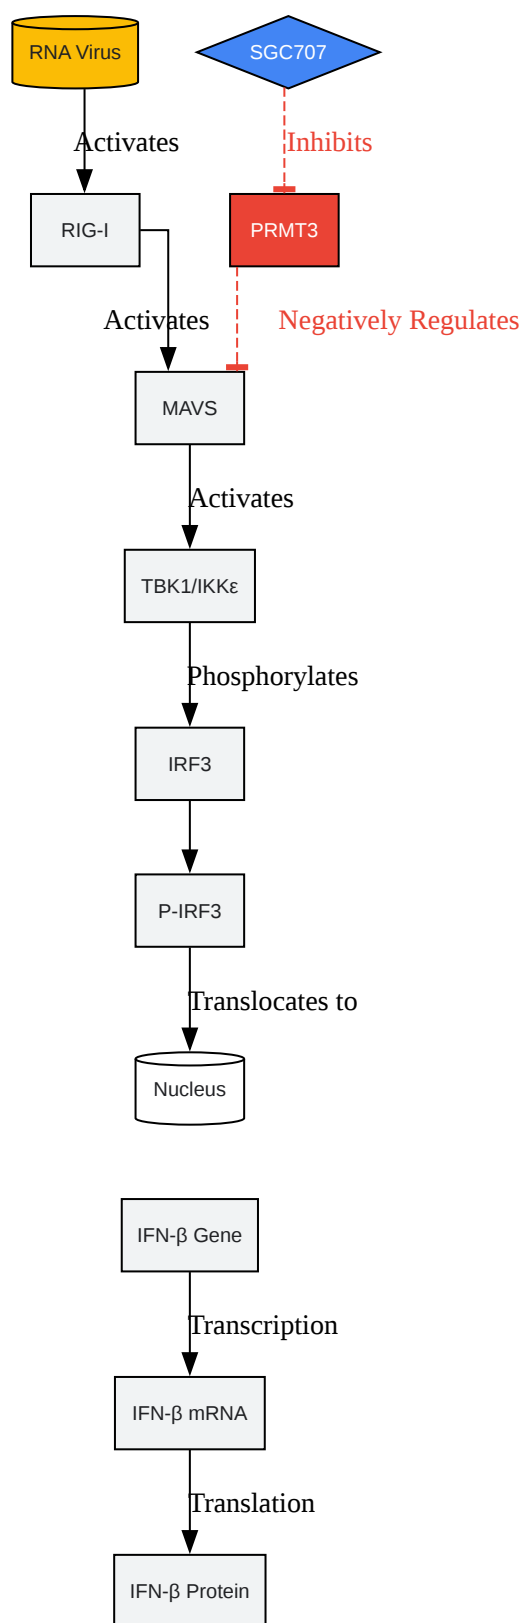 RNA Virus
SGC707
Activates
Inhibits
RIG-I
PRMT3
Activates
Negatively Regulates
MAVS
Activates
TBK1/IKKε
Phosphorylates
IRF3
P-IRF3
Translocates to
Nucleus
IFN-β Gene
Transcription
IFN-β mRNA
Translation
IFN-β Protein